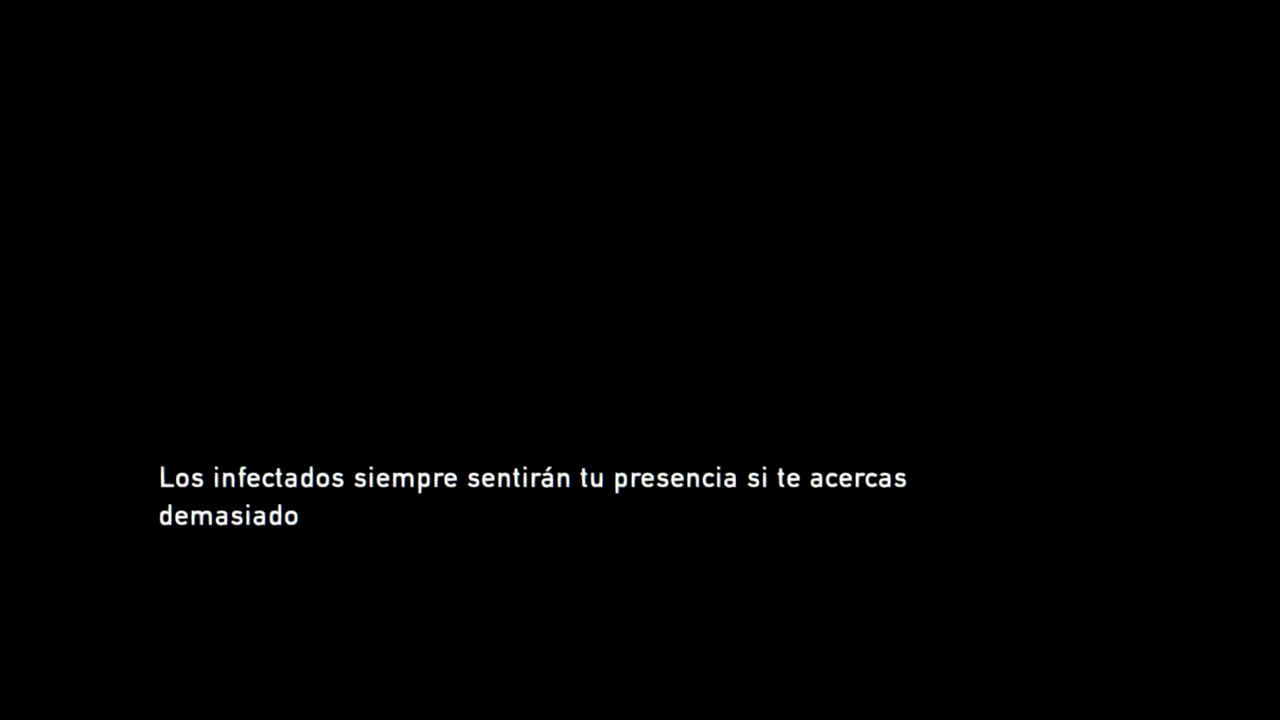 Los infectados siempre sentirán tu presencia si te acercas
demasiado